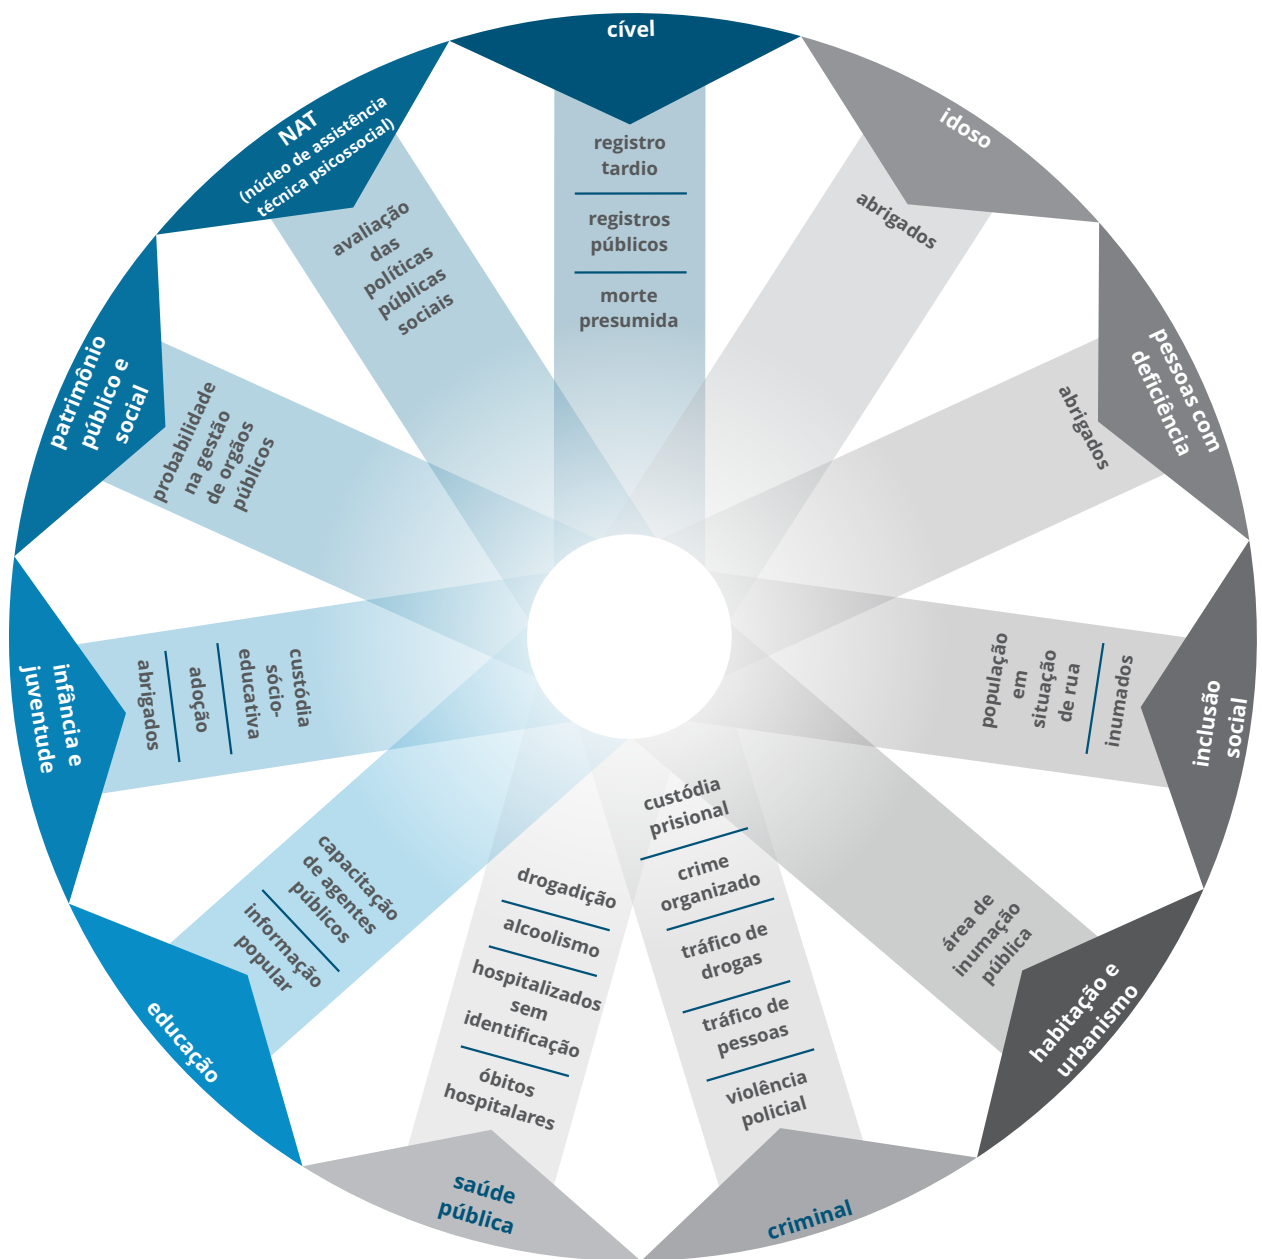 cível
registro
tardio
registros
públicos
morte
presumida
idoso
abrigados
pessoas com
deficiência
abrigados
inclusão
social
inumados
população
em
situação
de rua
habitação e
urbanismo
área de
inumação
pública
criminal
custódia
prisional
crime
organizado
tráfico de
drogas
tráfico de
pessoas
violência
policial
saúde
pública
drogadição
alcoolismo
hospitalizados
sem
identificação
óbitos
hospitalares
educação
capacitação
de agentes
públicos
informação
popular
infância e
juventude
abrigados
adoção
custódia
sócio-
educativa
patrimônio
público e
social
probabilidade
na gestão
de orgãos
públicos
NAT
(núcleo de assistência
técnica psicossocial)
avaliação
das
políticas
públicas
sociais